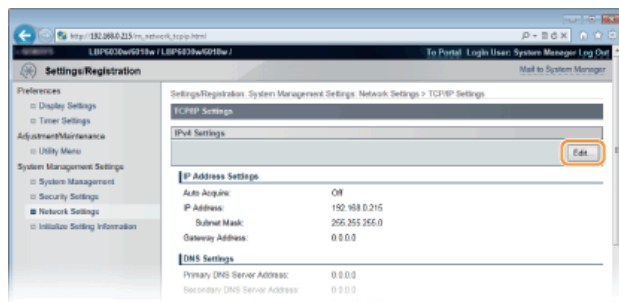 http://192.168.0.215/m_network_tcpip.html
LBP6030w/6018w / LBP6030w/6018w /
To Portal Login User: System Manager Log Out
Settings/Registration
Mail to System Manager
Preferences
Display Settings
Timer Settings
Adjustment/Maintenance
Utility Menu
System Management Settings
System Management
Security Settings
Network Settings
Initialize Setting Information
Settings/Registration: System Management Settings: Network Settings > TCP/IP Settings
TCP/IP Settings
IPv4 Settings
Edit...
IP Address Settings
Auto Acquire: Off
IP Address: 192.168.0.215
Subnet Mask: 255.255.255.0
Gateway Address: 0.0.0.0
DNS Settings
Primary DNS Server Address: 0.0.0.0
Secondary DNS Server Address: 0.0.0.0